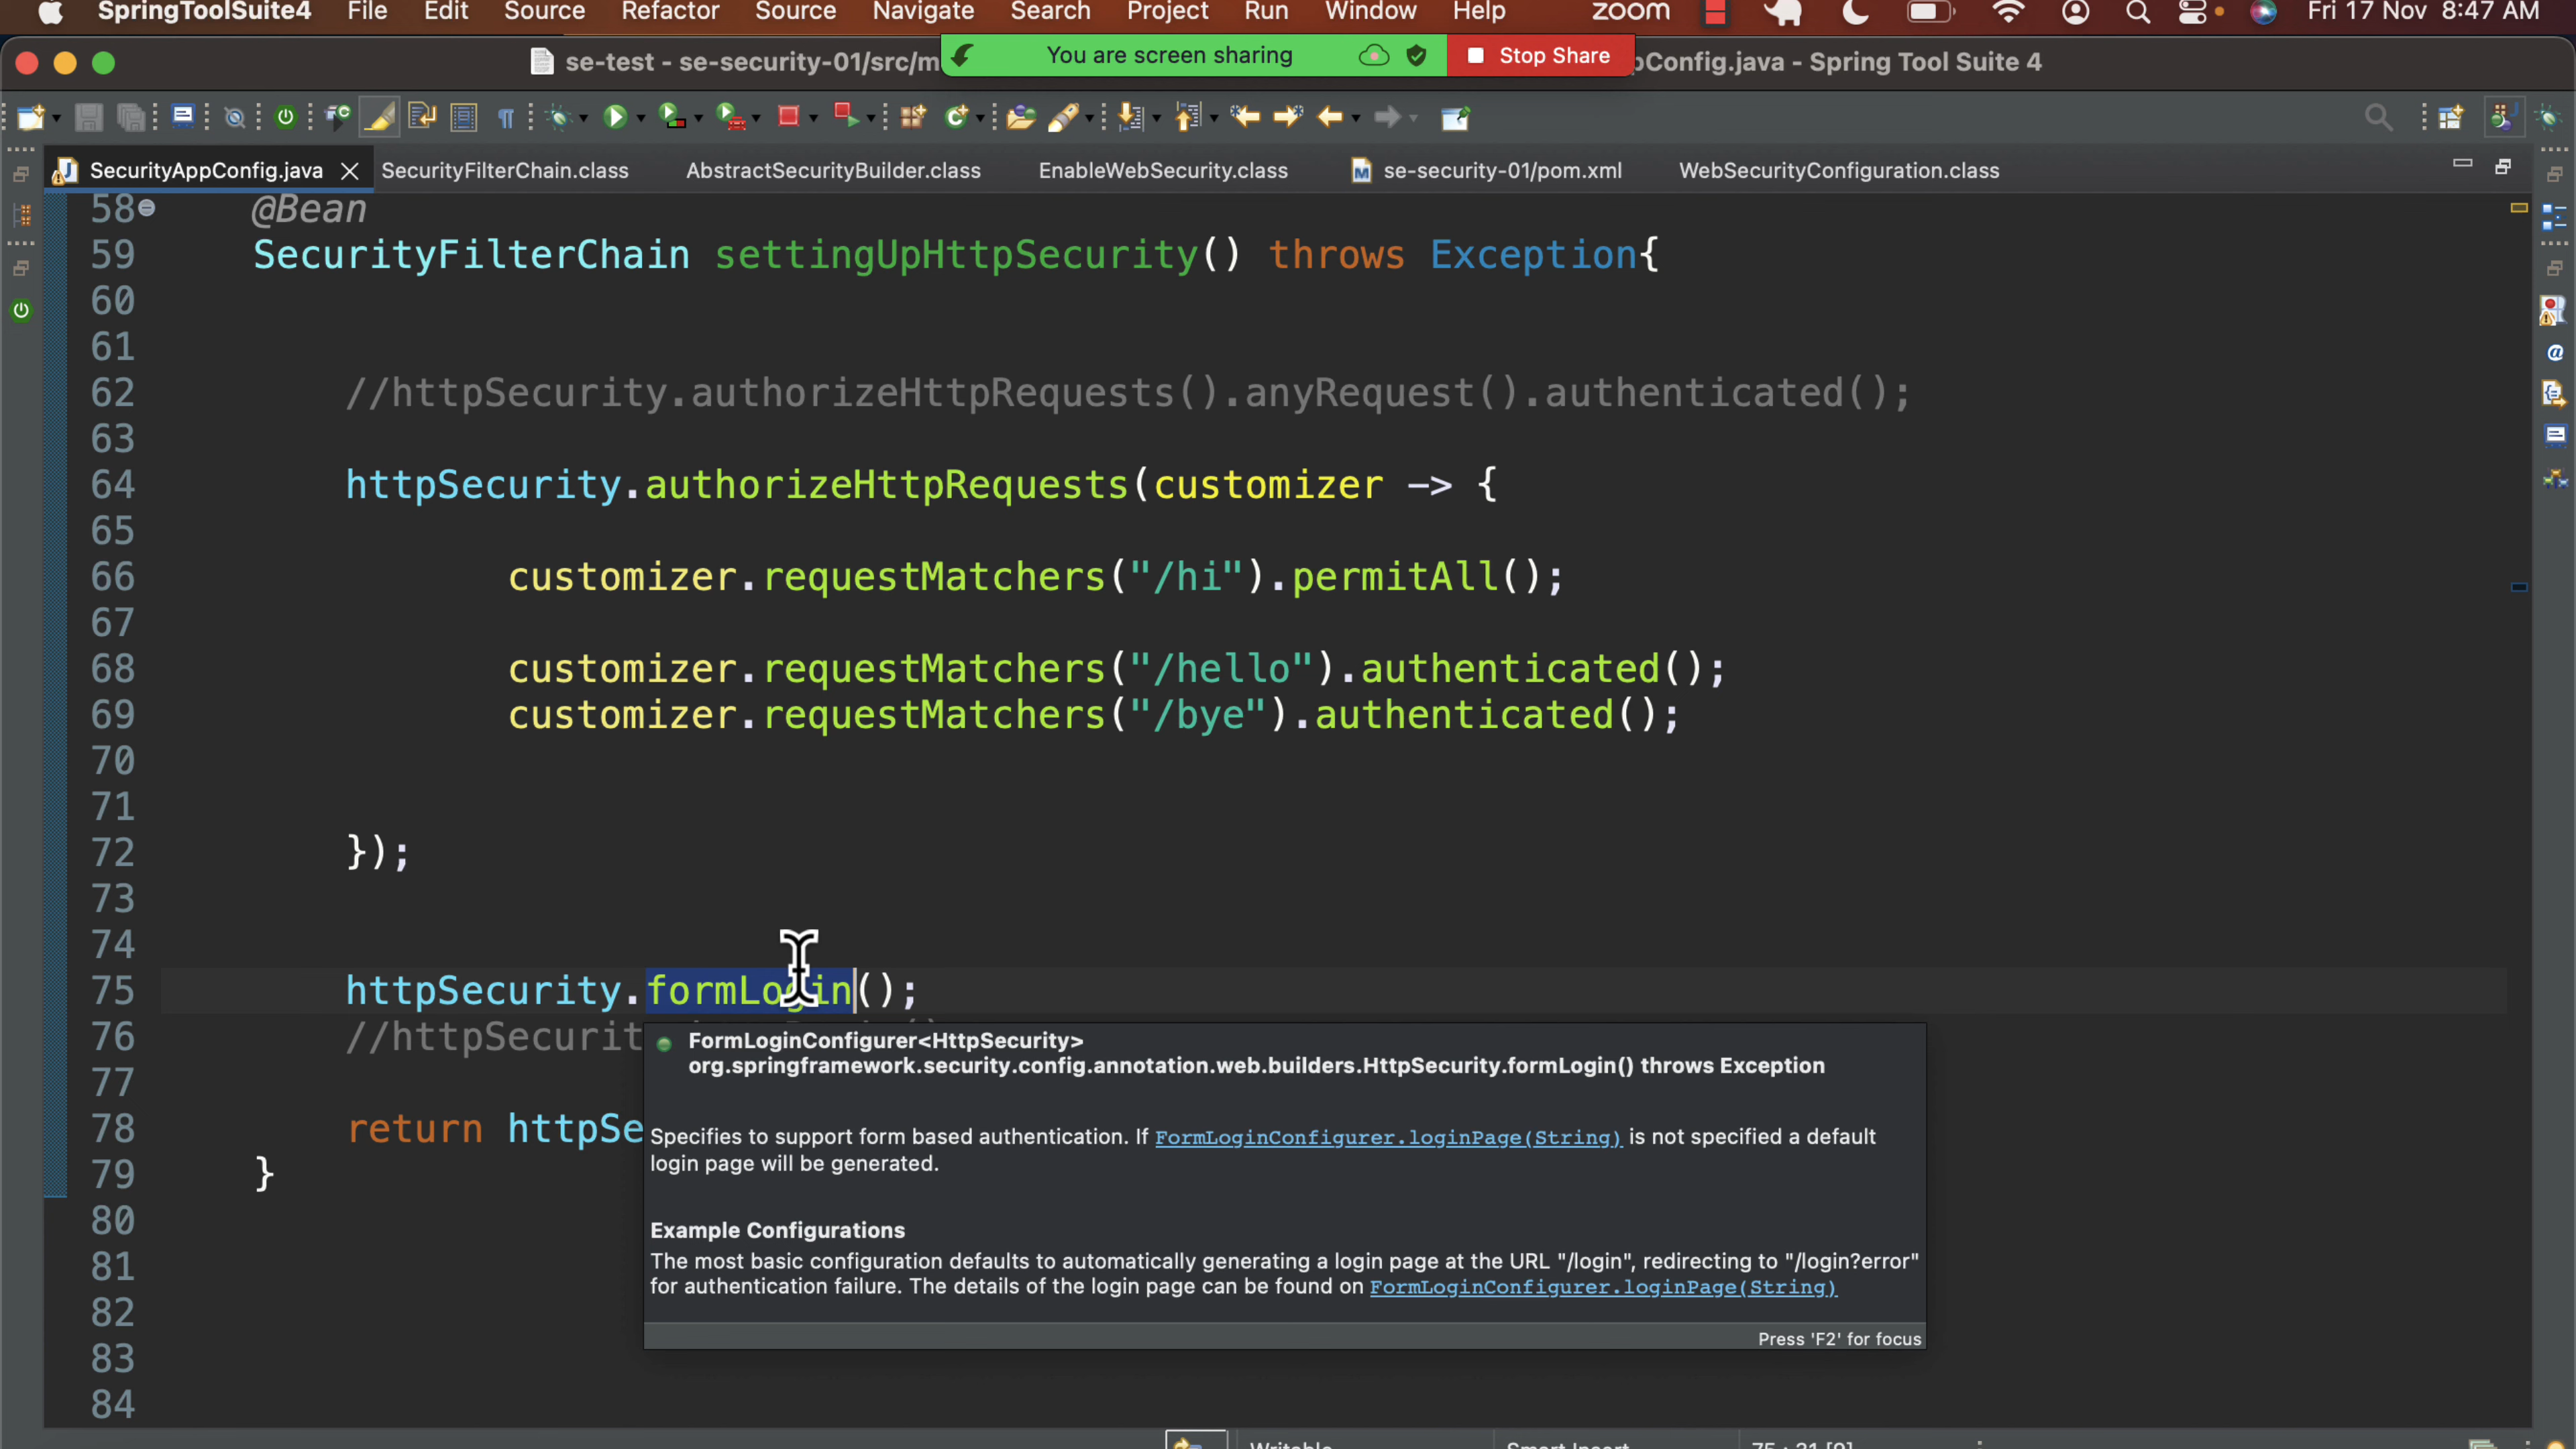 SpringToolSuite4 File Edit Source Refactor Source Navigate Search Project Run Window Help zoom Fri 17 Nov 8:47 AM
se-test - se-security-01/src/m You are screen sharing Stop Share Config.java - Spring Tool Suite 4
SecurityAppConfig.java SecurityFilterChain.class AbstractSecurityBuilder.class EnableWebSecurity.class se-security-01/pom.xml WebSecurityConfiguration.class
58 @Bean
59 SecurityFilterChain settingUpHttpSecurity() throws Exception{
60
61
62 //httpSecurity.authorizeHttpRequests().anyRequest().authenticated();
63
64 httpSecurity.authorizeHttpRequests(customizer -> {
65
66 customizer.requestMatchers("/hi").permitAll();
67
68 customizer.requestMatchers("/hello").authenticated();
69 customizer.requestMatchers("/bye").authenticated();
70
71
72 });
73
74
75 httpSecurity.formLogin();
76 //httpSecurit
77
78 return httpSe
79 }
80
81
82
83
84
FormLoginConfigurer<HttpSecurity>
org.springframework.security.config.annotation.web.builders.HttpSecurity.formLogin() throws Exception
Specifies to support form based authentication. If FormLoginConfigurer.loginPage(String) is not specified a default
login page will be generated.
Example Configurations
The most basic configuration defaults to automatically generating a login page at the URL "/login", redirecting to "/login?error"
for authentication failure. The details of the login page can be found on FormLoginConfigurer.loginPage(String)
Press 'F2' for focus